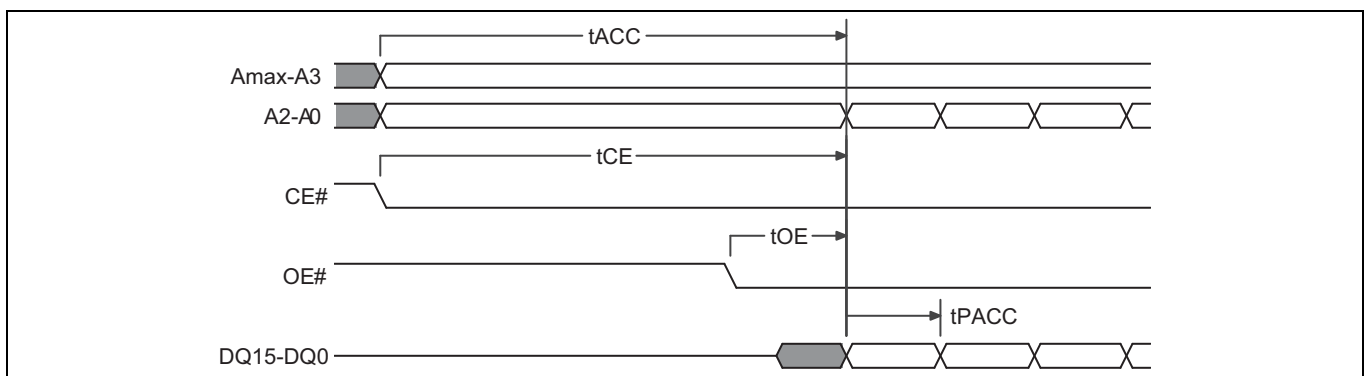 tACC
Amax-A3
A2-A0
tCE
CE#
tOE
OE#
tPACC
DQ15-DQ0